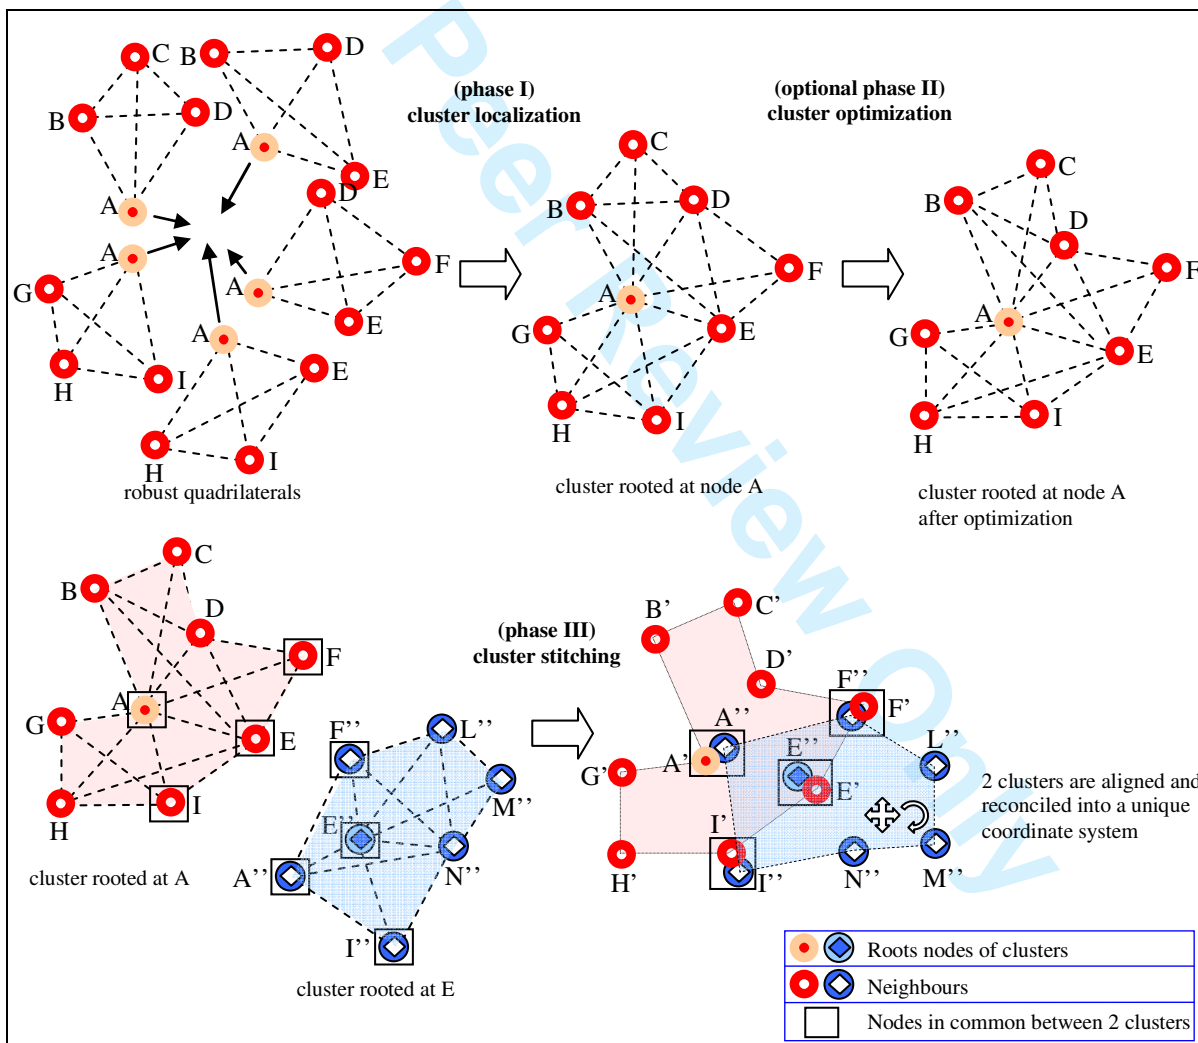 C
B
D
A
B
D
A
E
D
A
F
E
A
G
H
I
A
E
H
I
robust quadrilaterals
(phase I)
cluster localization
C
B
D
A
F
G
E
H
I
cluster rooted at node A
(optional phase II)
cluster optimization
C
B
D
F
A
G
E
H
I
cluster rooted at node A
after optimization
C
B
D
F
A
G
E
H
I
cluster rooted at A
F’’
L’’
M’’
E’’
A’’
N’’
I’’
cluster rooted at E
(phase III)
cluster stitching
B’
C’
D’
F’’
F’
A’’
A’
E’’
E’
L’’
G’
I’
H’
I’’
N’’
M’’
2 clusters are aligned and
reconciled into a unique
coordinate system
Roots nodes of clusters
Neighbours
Nodes in common between 2 clusters
Peer Review Only